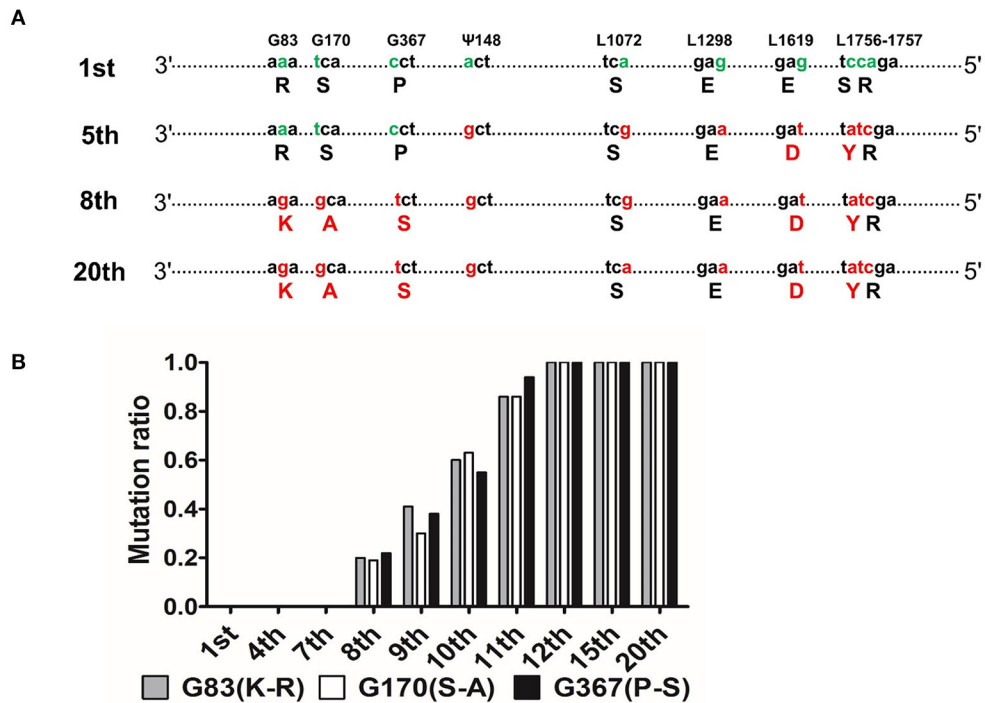 A
G83 G170 G367 Ψ148 L1072 L1298 L1619 L1756-1757
1st 3'.............aaa...tca.........cct.......act..................tca..........gag........gag......tccaga.........5'
R S P S E E S R
5th 3'.............aaa...tca.........cct..........gct..................tcg..........gaa........gat......tatcga.........5'
R S P S E D Y R
8th 3'.............aga...gca........tct..........gct..................tcg..........gaa........gat......tatcga.........5'
K A S S E D Y R
20th 3'.............aga...gca........tct..........gct..................tca..........gaa........gat......tatcga.........5'
K A S S E D Y R
B
Mutation ratio
1.0
0.8
0.6
0.4
0.2
0.0
1st 4th 7th 8th 9th 10th 11th 12th 15th 20th
G83(K-R) G170(S-A) G367(P-S)